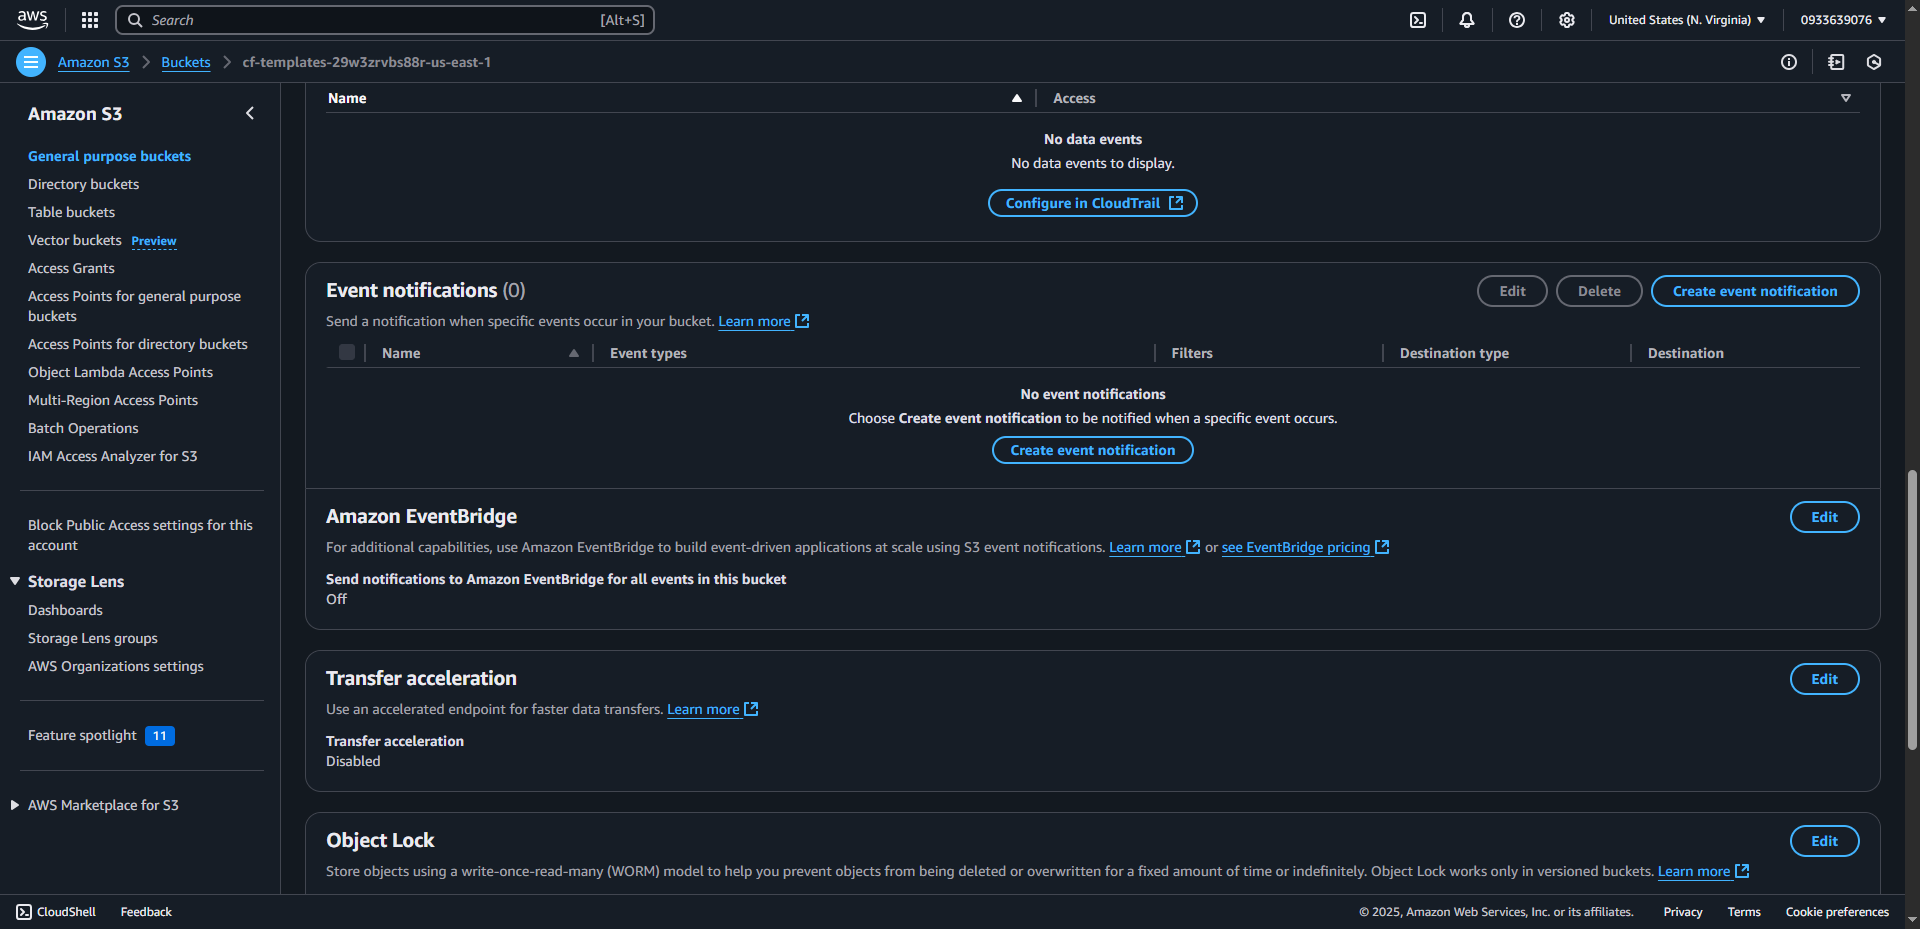 aws
Search [Alt+S]
United States (N. Virginia) ▼
0933639076 ▼
Amazon S3 > Buckets > cf-templates-29w3zrvbs88r-us-east-1
Amazon S3
General purpose buckets
Directory buckets
Table buckets
Vector buckets Preview
Access Grants
Access Points for general purpose
buckets
Access Points for directory buckets
Object Lambda Access Points
Multi-Region Access Points
Batch Operations
IAM Access Analyzer for S3
Block Public Access settings for this
account
Storage Lens
Dashboards
Storage Lens groups
AWS Organizations settings
Feature spotlight 11
AWS Marketplace for S3
Name Access
No data events
No data events to display.
Configure in CloudTrail
Event notifications (0)
Edit Delete Create event notification
Send a notification when specific events occur in your bucket. Learn more
Name Event types Filters Destination type Destination
No event notifications
Choose Create event notification to be notified when a specific event occurs.
Create event notification
Amazon EventBridge
Edit
For additional capabilities, use Amazon EventBridge to build event-driven applications at scale using S3 event notifications. Learn more or see EventBridge pricing
Send notifications to Amazon EventBridge for all events in this bucket
Off
Transfer acceleration
Edit
Use an accelerated endpoint for faster data transfers. Learn more
Transfer acceleration
Disabled
Object Lock
Edit
Store objects using a write-once-read-many (WORM) model to help you prevent objects from being deleted or overwritten for a fixed amount of time or indefinitely. Object Lock works only in versioned buckets. Learn more
CloudShell Feedback
© 2025, Amazon Web Services, Inc. or its affiliates. Privacy Terms Cookie preferences